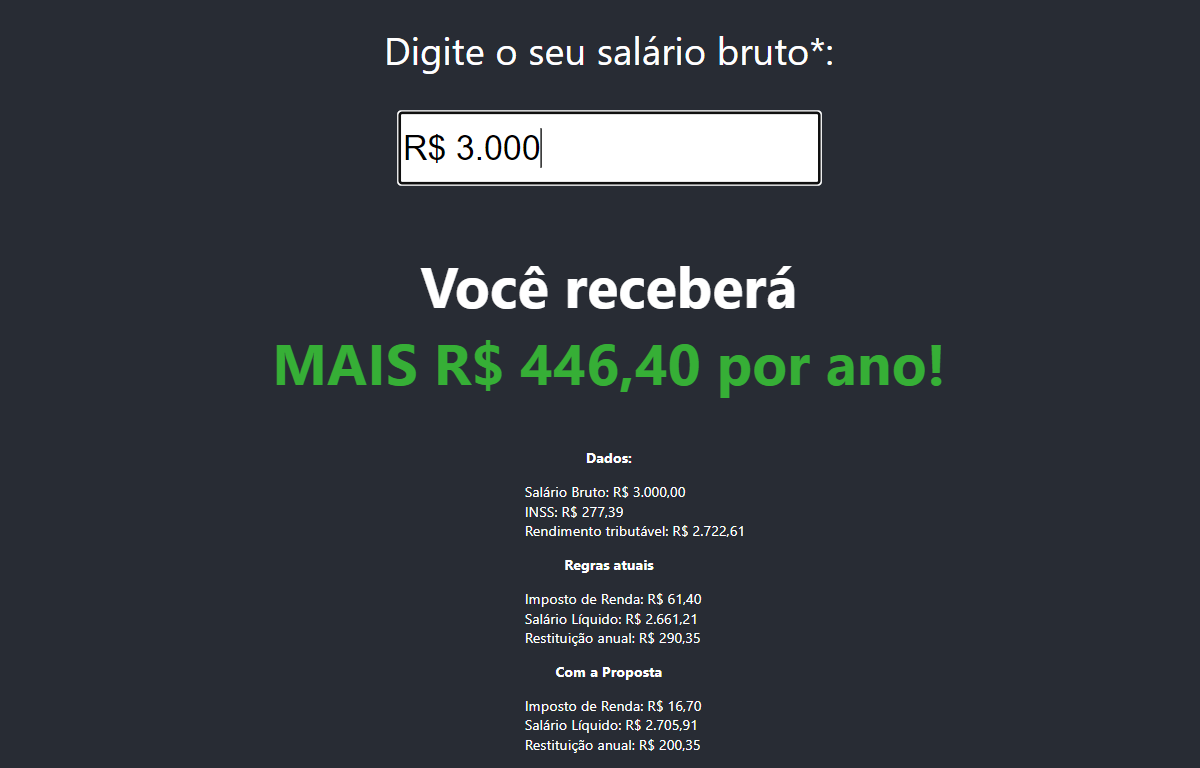 Digite o seu salário bruto*:
R$ 3.000
Você receberá
MAIS R$ 446,40 por ano!
Dados:
Salário Bruto: R$ 3.000,00
INSS: R$ 277,39
Rendimento tributável: R$ 2.722,61
Regras atuais
Imposto de Renda: R$ 61,40
Salário Líquido: R$ 2.661,21
Restituição anual: R$ 290,35
Com a Proposta
Imposto de Renda: R$ 16,70
Salário Líquido: R$ 2.705,91
Restituição anual: R$ 200,35